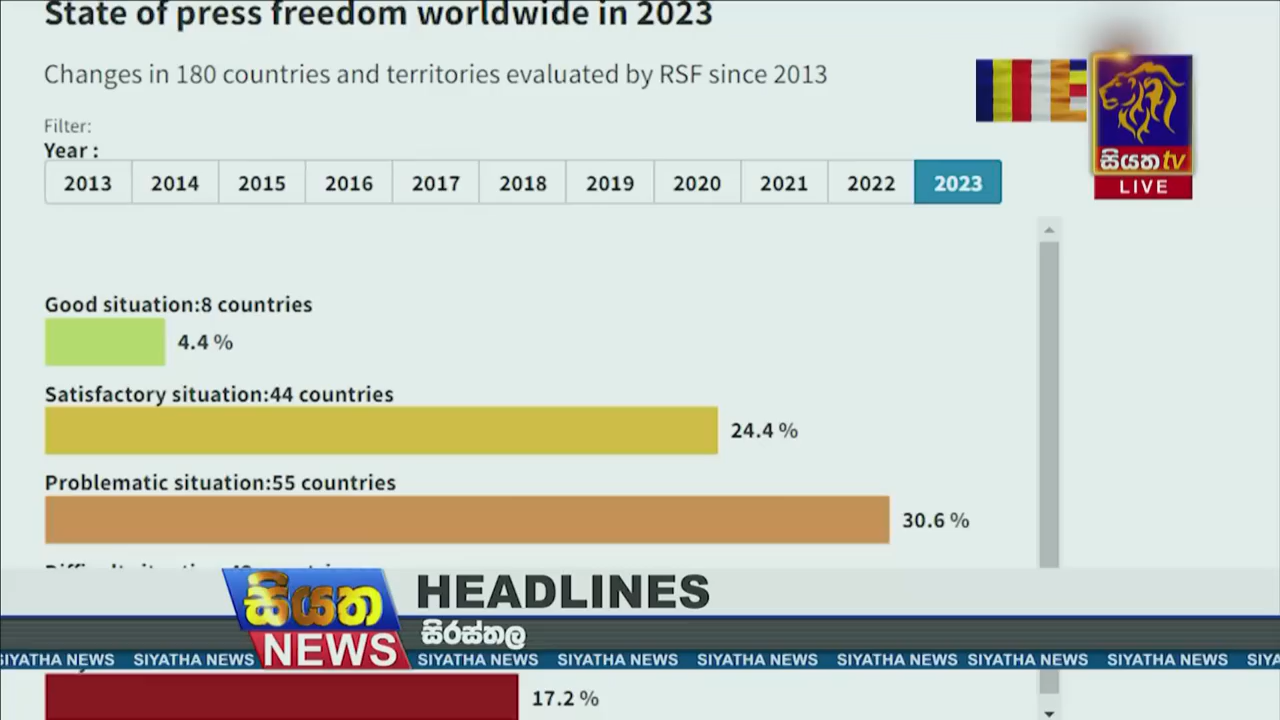 State of press freedom worldwide in 2023
Changes in 180 countries and territories evaluated by RSF since 2013
Filter:
Year :
2013 2014 2015 2016 2017 2018 2019 2020 2021 2022 2023
සියත tv
LIVE
Good situation:8 countries
4.4 %
Satisfactory situation:44 countries
24.4 %
Problematic situation:55 countries
30.6 %
සියත
NEWS
HEADLINES
සිරස්තල
SIYATHA NEWS SIYATHA NEWS SIYATHA NEWS SIYATHA NEWS SIYATHA NEWS SIYATHA NEWS SIYATHA NEWS SIYATHA NEWS
17.2 %